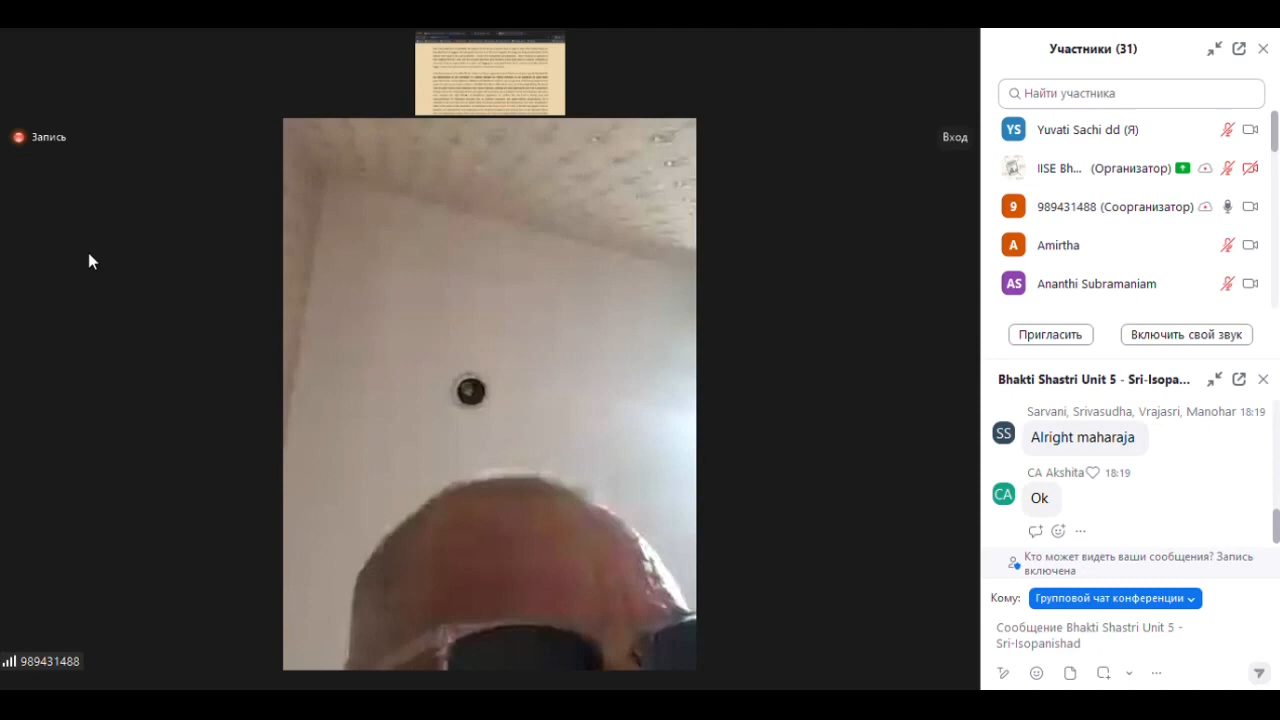 Запись
Вход
989431488
Участники (31)
Найти участника
YS Yuvati Sachi dd (Я)
IISE Bh... (Организатор)
9 989431488 (Соорганизатор)
A Amirtha
AS Ananthi Subramaniam
Пригласить
Включить свой звук
Bhakti Shastri Unit 5 - Sri-Isopa...
Sarvani, Srivasudha, Vrajasri, Manohar 18:19
SS Alright maharaja
CA Akshita♡ 18:19
CA Ok
Кто может видеть ваши сообщения? Запись
включена
Кому: Групповой чат конференции
Сообщение Bhakti Shastri Unit 5 -
Sri-Isopanishad